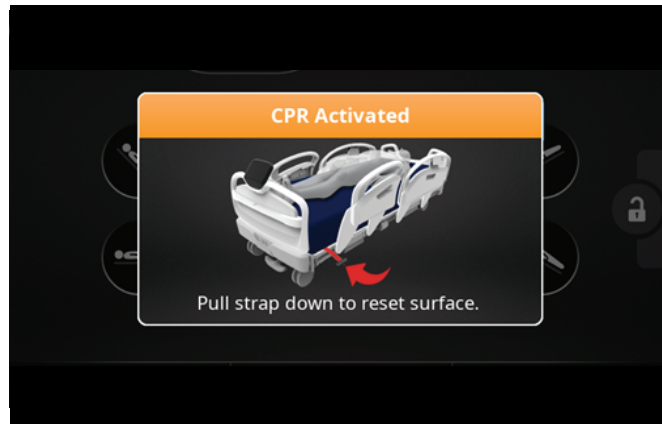 CPR Activated
Pull strap down to reset surface.